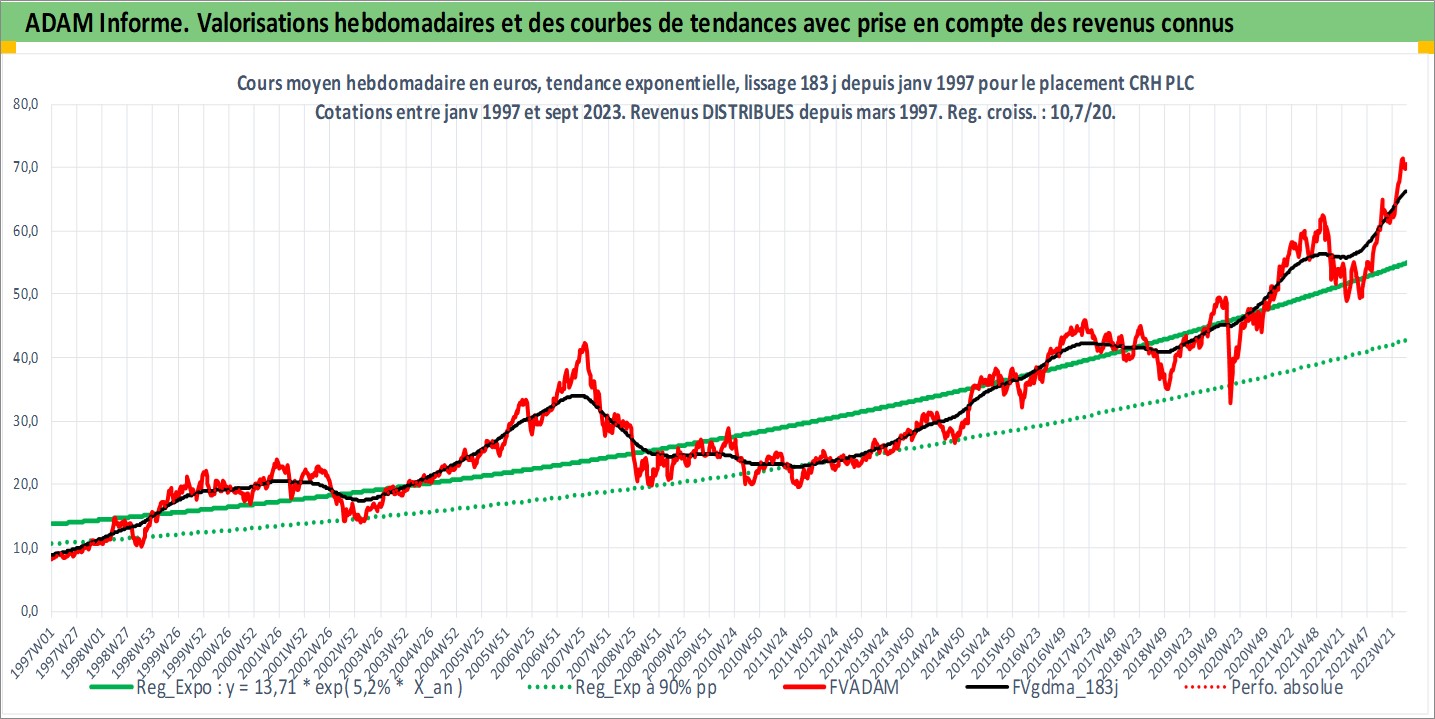 ADAM Informe. Valorisations hebdomadaires et des courbes de tendances avec prise en compte des revenus connus
Cours moyen hebdomadaire en euros, tendance exponentielle, lissage 183 j depuis janv 1997 pour le placement CRH PLC
Cotations entre janv 1997 et sept 2023. Revenus DISTRIBUES depuis mars 1997. Reg. croiss. : 10,7/20.
80,0
70,0
60,0
50,0
40,0
30,0
20,0
10,0
0,0
1997W01 1997W27 1998W01 1998W27 1998W53 1999W26 1999W52 2000W26 2000W52 2001W26 2001W52 2002W26 2002W52 2003W26 2003W52 2004W26 2004W52 2005W25 2005W51 2006W25 2006W51 2007W25 2007W51 2008W25 2008W51 2009W25 2009W51 2010W24 2010W50 2011W24 2011W50 2012W24 2012W50 2013W24 2013W50 2014W24 2014W50 2015W24 2015W50 2016W23 2016W49 2017W23 2017W49 2018W23 2018W49 2019W23 2019W49 2020W23 2020W49 2021W22 2021W48 2022W21 2022W47 2023W21
Reg_Expo : y = 13,71 * exp( 5,2% * X_an ) Reg_Exp à 90% pp FVADAM FVgdma_183j Perfo. absolue